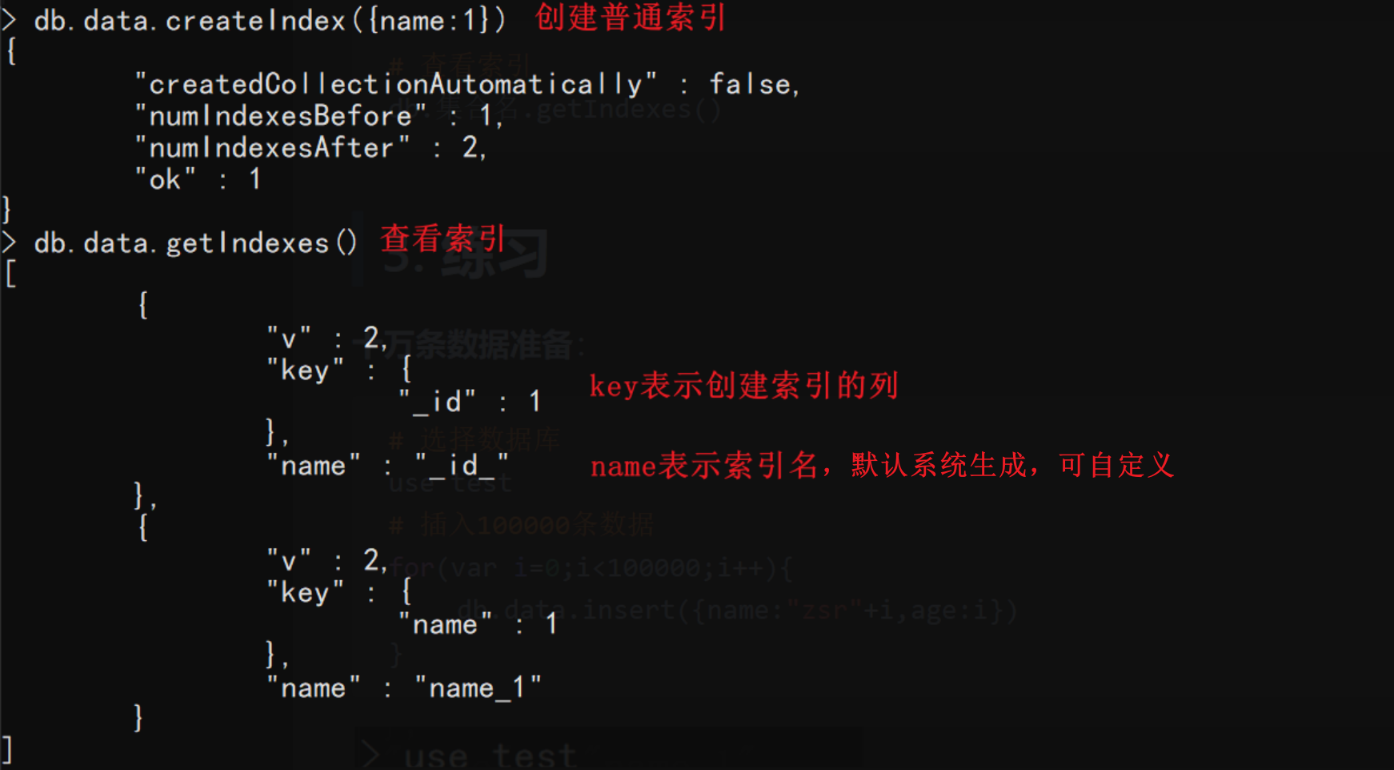 > db.data.createIndex({name:1}) 创建普通索引
{
"createdCollectionAutomatically" : false,
# 查看索引
db.集合名.getIndexes()
"numIndexesBefore" : 1,
"numIndexesAfter" : 2,
"ok" : 1
}
> db.data.getIndexes() 查看索引
3. 练习
[
{
"v" : 2,
十万条数据准备:
"key" : {
"_id" : 1
key表示创建索引的列
},
# 选择数据库
"name" : "_id_"
name表示索引名，默认系统生成，可自定义
use test
},
{
# 插入100000条数据
"v" : 2,
for(var i=0;i<100000;i++){
"key" : {
db.data.insert({name:"zsr"+i,age:i})
"name" : 1
},
}
"name" : "name_1"
}
]
> use test